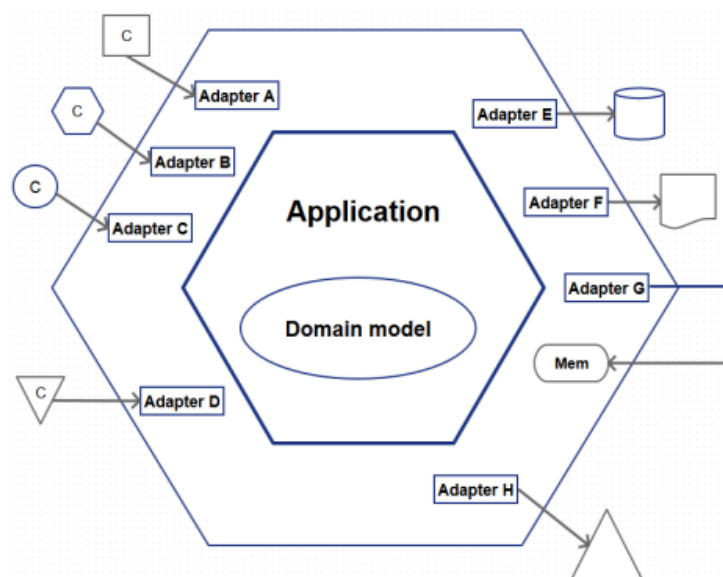 C
Adapter A
C
Adapter B
C
Adapter C
C
Adapter D
Application
Domain model
Adapter E
Adapter F
Adapter G
Mem
Adapter H